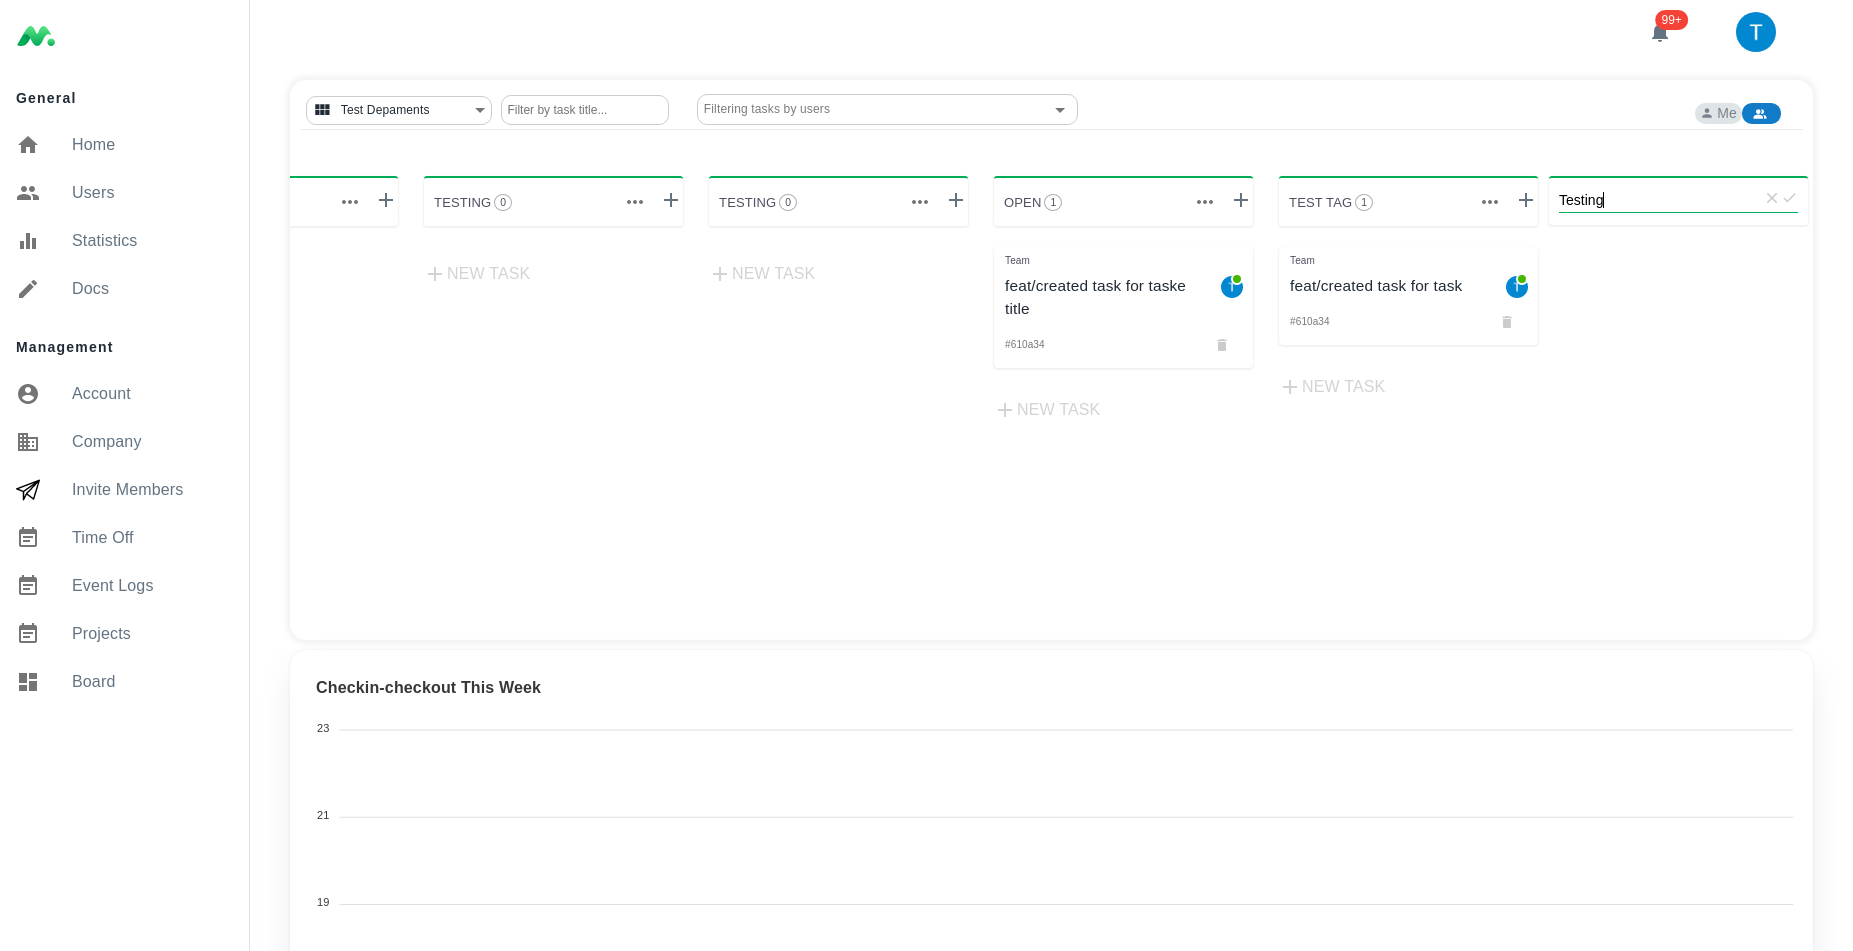 99+
T
General
Home
Users
Statistics
Docs
Management
Account
Company
Invite Members
Time Off
Event Logs
Projects
Board
Test Depaments
Filter by task title...
Filtering tasks by users
Me
TESTING 0
TESTING 0
OPEN 1
TEST TAG 1
Testing
NEW TASK
NEW TASK
Team
feat/created task for taske
title
T
#610a34
NEW TASK
Team
feat/created task for task
T
#610a34
NEW TASK
Checkin-checkout This Week
23
21
19